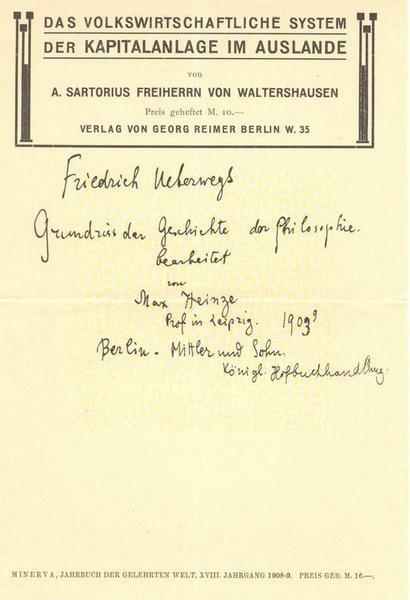 DAS VOLKSWIRTSCHAFTLICHE SYSTEM
DER KAPITALANLAGE IM AUSLANDE
von
A. SARTORIUS FREIHERRN VON WALTERSHAUSEN
Preis geheftet M. 10.—
VERLAG VON GEORG REIMER BERLIN W. 35
Friedrich Ueberwegs
Grundriss der Geschichte der Philosophie.
bearbeitet
von
Max Heinze
Prof in Leipzig. 1903⁹
Berlin - Mittler und Sohn.
Königl. Hofbuchhandlung.
MINERVA, JAHRBUCH DER GELEHRTEN WELT, XVIII. JAHRGANG 1908-9. PREIS GEB. M. 16—.